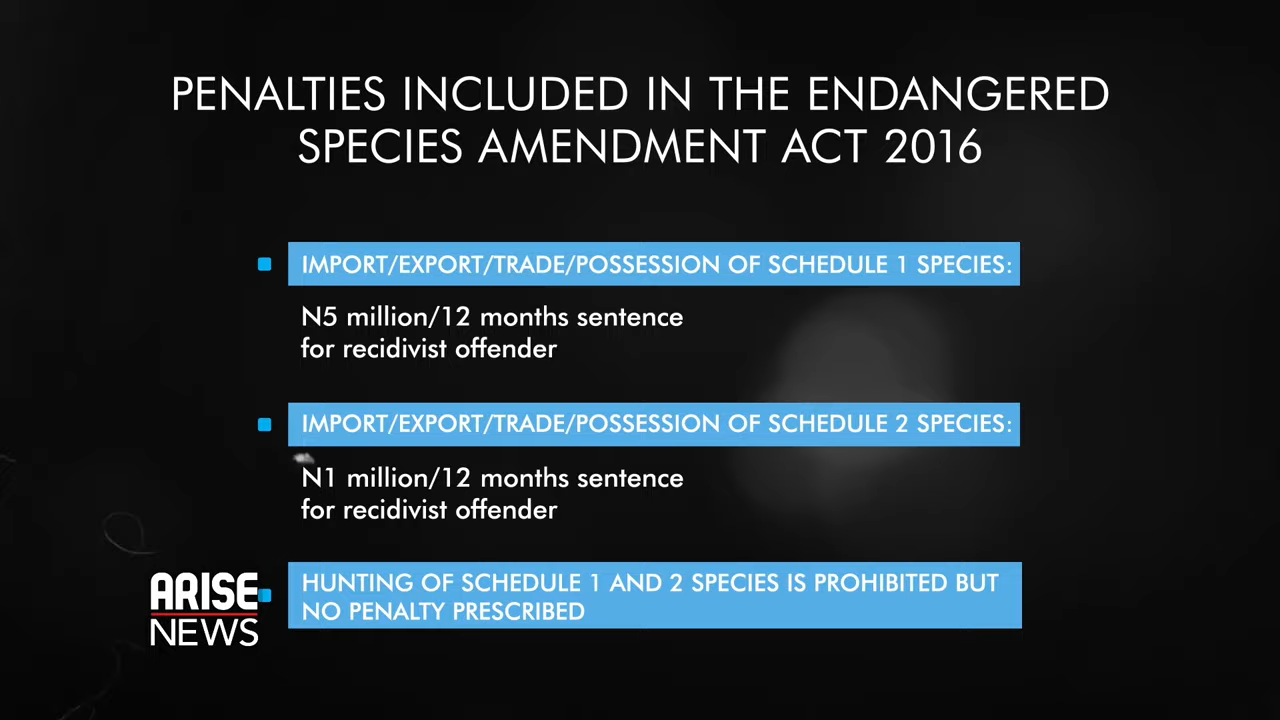 PENALTIES INCLUDED IN THE ENDANGERED
SPECIES AMENDMENT ACT 2016
IMPORT/EXPORT/TRADE/POSSESSION OF SCHEDULE 1 SPECIES:
N5 million/12 months sentence
for recidivist offender
IMPORT/EXPORT/TRADE/POSSESSION OF SCHEDULE 2 SPECIES:
N1 million/12 months sentence
for recidivist offender
HUNTING OF SCHEDULE 1 AND 2 SPECIES IS PROHIBITED BUT
NO PENALTY PRESCRIBED
ARISE
NEWS